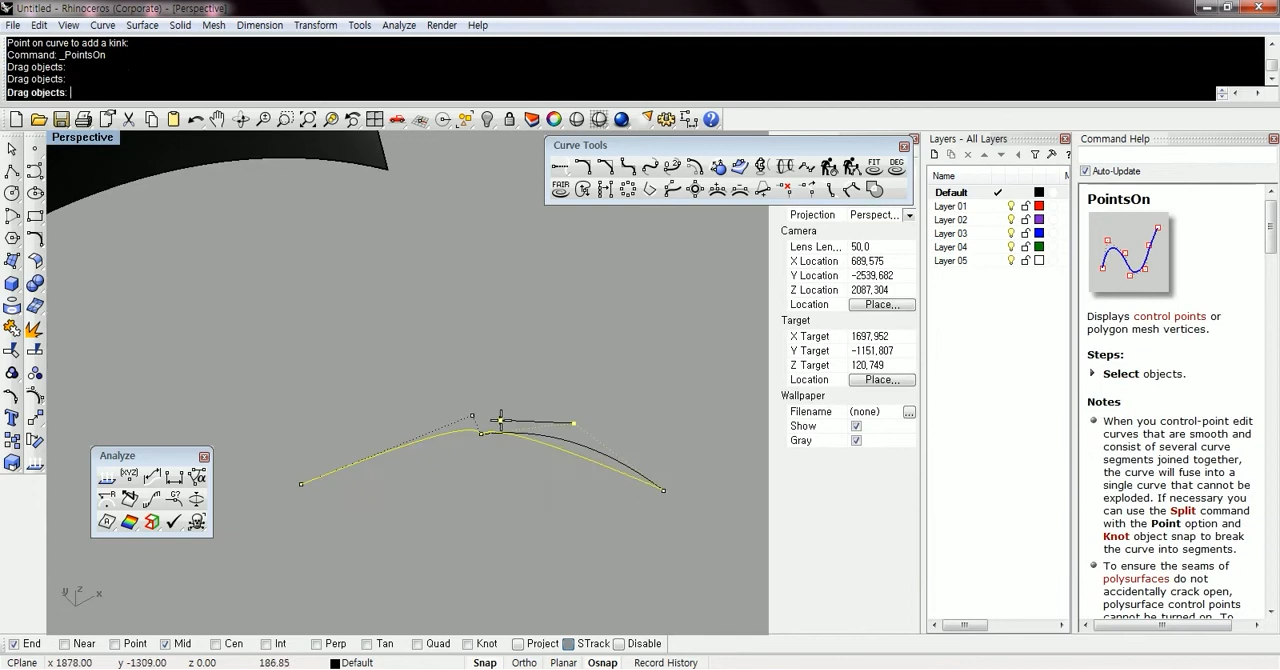 Untitled - Rhinoceros (Corporate) - [Perspective]
File Edit View Curve Surface Solid Mesh Dimension Transform Tools Analyze Render Help
Point on curve to add a kink:
Command: _PointsOn
Drag objects:
Drag objects:
Drag objects:
Perspective
Curve Tools
FIT DEG
FAIR
Projection Perspect...
Camera
Lens Len... 50,0
X Location 689,575
Y Location -2539,682
Z Location 2087,304
Location Place...
Target
X Target 1697,952
Y Target -1151,807
Z Target 120,749
Location Place...
Wallpaper
Filename (none) ...
Show
Gray
Layers - All Layers
Name
Default
Layer 01
Layer 02
Layer 03
Layer 04
Layer 05
Command Help
Auto-Update
PointsOn
Displays control points or
polygon mesh vertices.
Steps:
Select objects.
Notes
When you control-point edit
curves that are smooth and
consist of several curve
segments joined together,
the curve will fuse into a
single curve that cannot be
exploded. If necessary you
can use the Split command
with the Point option and
Knot object snap to break
the curve into segments.
To ensure the seams of
polysurfaces do not
accidentally crack open,
polysurface control points
cannot be turned on. To
Analyze
XYZ
R
G?
A
y z x
End Near Point Mid Cen Int Perp Tan Quad Knot Project STrack Disable
CPlane x 1878.00 y -1309.00 z 0.00 186.85 Default Snap Ortho Planar Osnap Record History